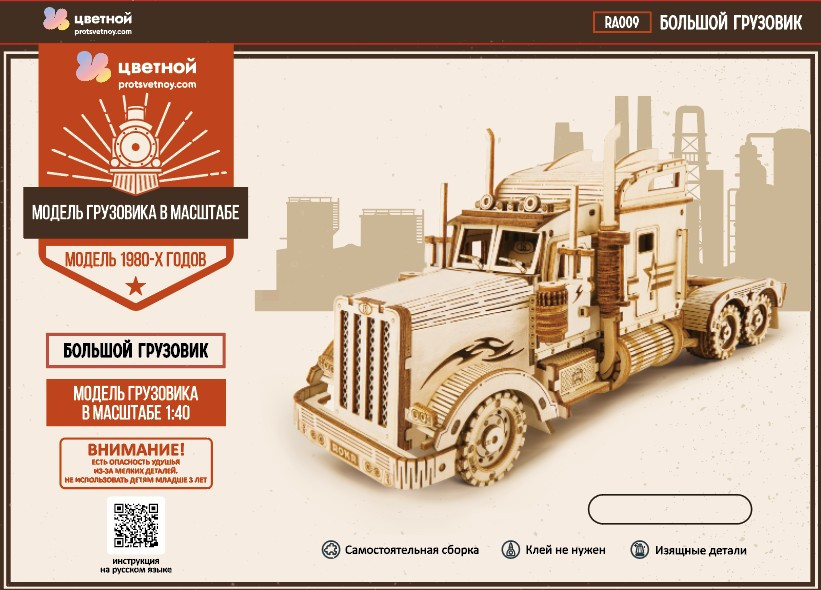 цветной
protsvetnoy.com
RA009
БОЛЬШОЙ ГРУЗОВИК
цветной
protsvetnoy.com
МОДЕЛЬ ГРУЗОВИКА В МАСШТАБЕ
МОДЕЛЬ 1980-Х ГОДОВ
БОЛЬШОЙ ГРУЗОВИК
МОДЕЛЬ ГРУЗОВИКА
В МАСШТАБЕ 1:40
ВНИМАНИЕ!
ЕСТЬ ОПАСНОСТЬ УДУШЬЯ
ИЗ-ЗА МЕЛКИХ ДЕТАЛЕЙ.
НЕ ИСПОЛЬЗОВАТЬ ДЕТЯМ МЛАДШЕ 3 ЛЕТ
инструкция
на русском языке
Самостоятельная сборка
Клей не нужен
Изящные детали